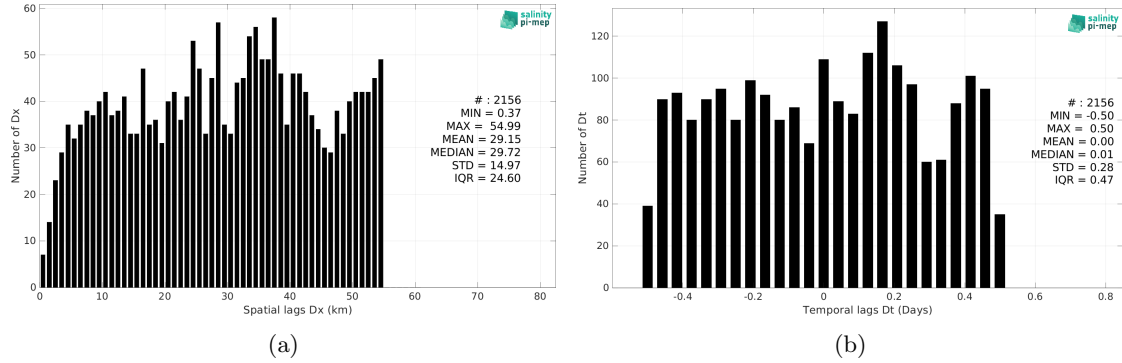 60
50
40
30
20
10
0
Number of Dx
0 10 20 30 40 50 60 70 80
Spatial lags Dx (km)
salinity
pi-mep
# : 2156
MIN = 0.37
MAX = 54.99
MEAN = 29.15
MEDIAN = 29.72
STD = 14.97
IQR = 24.60
(a)
120
100
80
60
40
20
0
Number of Dt
-0.4 -0.2 0 0.2 0.4 0.6 0.8
Temporal lags Dt (Days)
salinity
pi-mep
# : 2156
MIN = -0.50
MAX = 0.50
MEAN = 0.00
MEDIAN = 0.01
STD = 0.28
IQR = 0.47
(b)